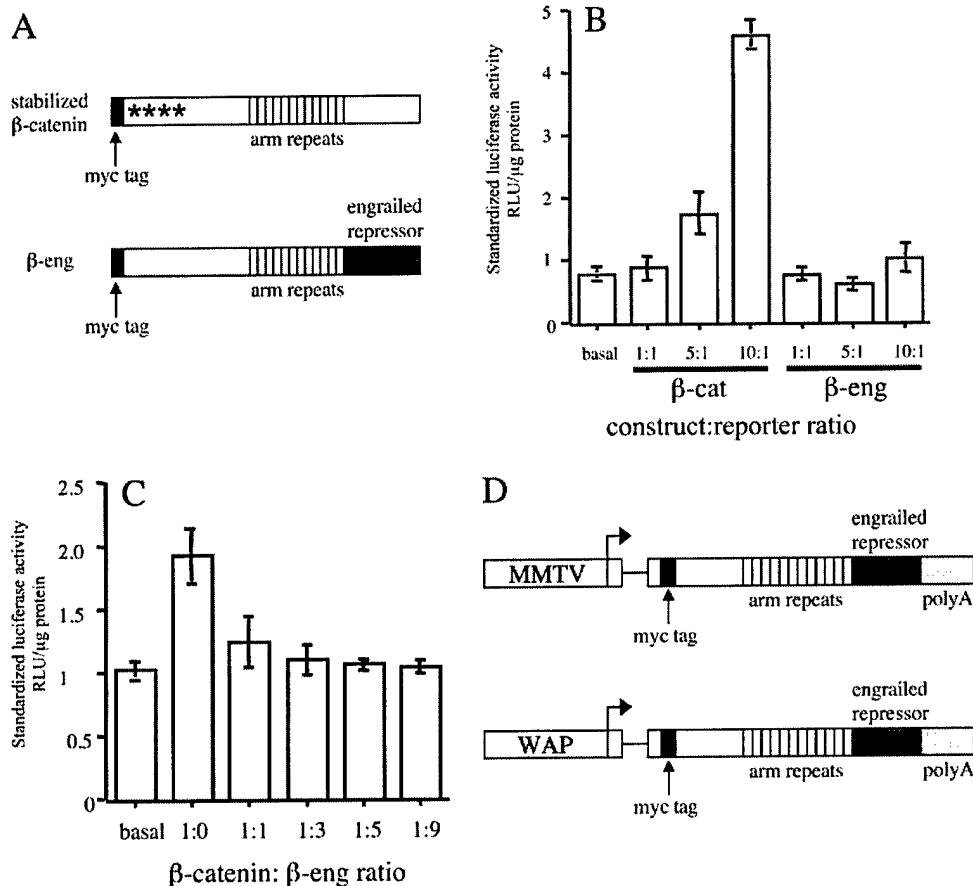 A
stabilized
β-catenin
****
arm repeats
myc tag
engrailed
repressor
β-eng
arm repeats
myc tag
B
Standardized luciferase activity
RLU/µg protein
5
4
3
2
1
0
basal 1:1 5:1 10:1 1:1 5:1 10:1
β-cat β-eng
construct:reporter ratio
C
Standardized luciferase activity
RLU/µg protein
2.5
2.0
1.5
1
0.5
0
basal 1:0 1:1 1:3 1:5 1:9
β-catenin: β-eng ratio
D
engrailed
repressor
MMTV
arm repeats polyA
myc tag
engrailed
repressor
WAP
arm repeats polyA
myc tag